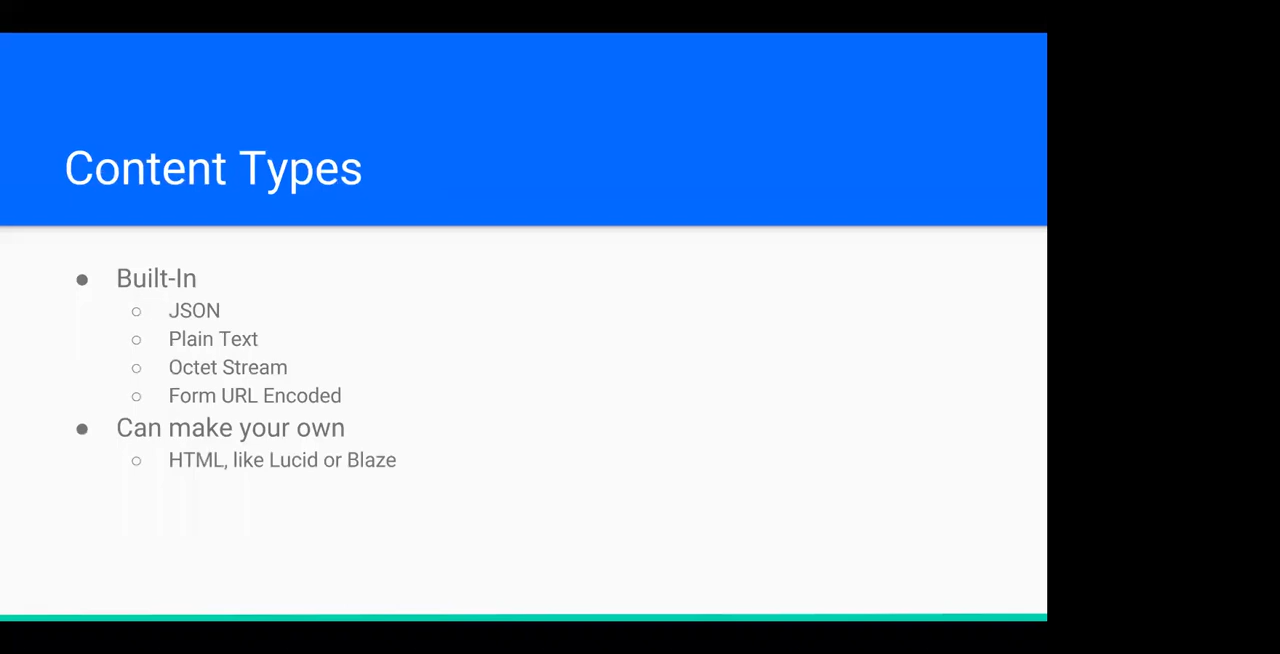 Content Types
● Built-In
○ JSON
○ Plain Text
○ Octet Stream
○ Form URL Encoded
● Can make your own
○ HTML, like Lucid or Blaze